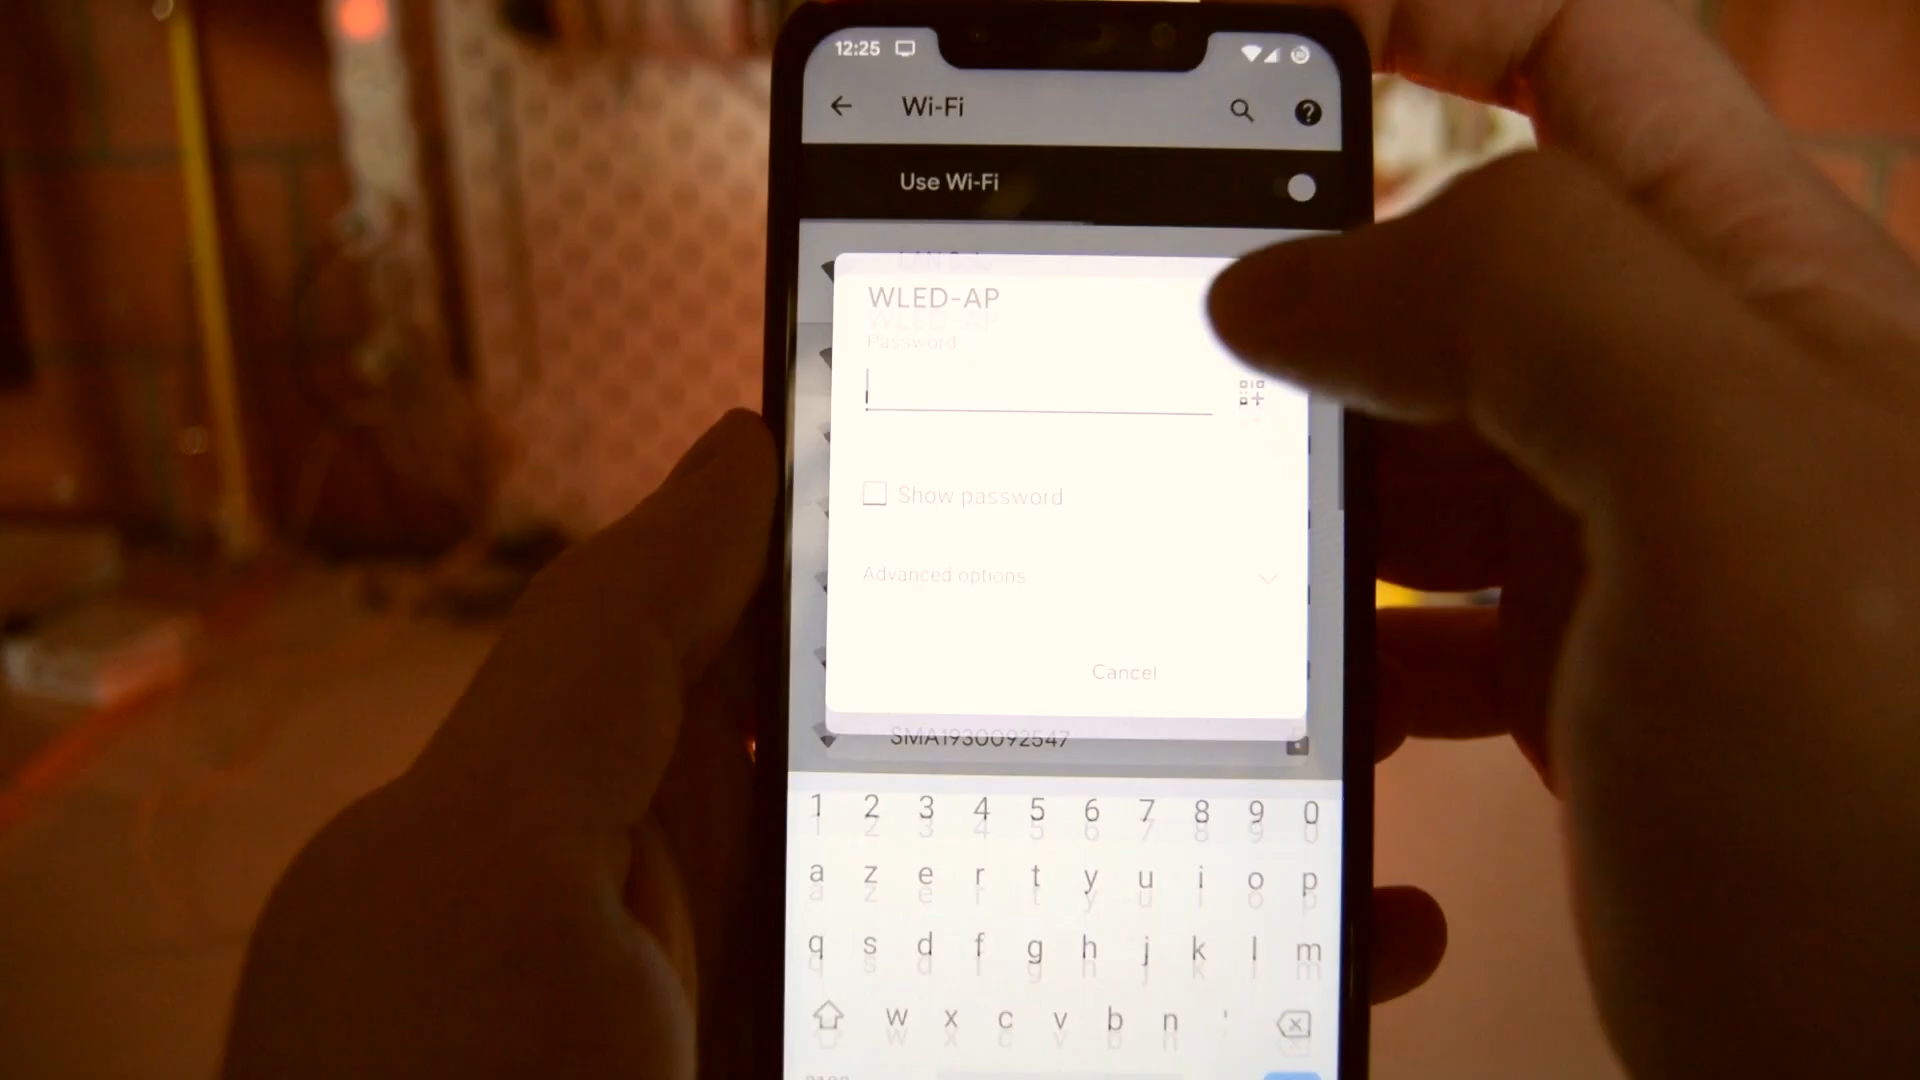 12:25
Wi-Fi
Use Wi-Fi
WLED-AP
Password
Show password
Advanced options
Cancel
SMA1930092547
1 2 3 4 5 6 7 8 9 0
a z e r t y u i o p
q s d f g h j k l m
w x c v b n '